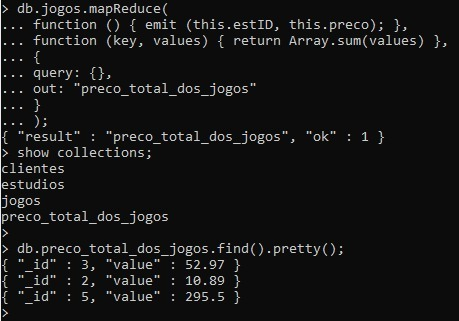 > db.jogos.mapReduce(
... function () { emit (this.estID, this.preco); },
... function (key, values) { return Array.sum(values) },
... {
... query: {},
... out: "preco_total_dos_jogos"
... }
... );
{ "result" : "preco_total_dos_jogos", "ok" : 1 }
> show collections;
clientes
estudios
jogos
preco_total_dos_jogos
>
> db.preco_total_dos_jogos.find().pretty();
{ "_id" : 3, "value" : 52.97 }
{ "_id" : 2, "value" : 10.89 }
{ "_id" : 5, "value" : 295.5 }
>